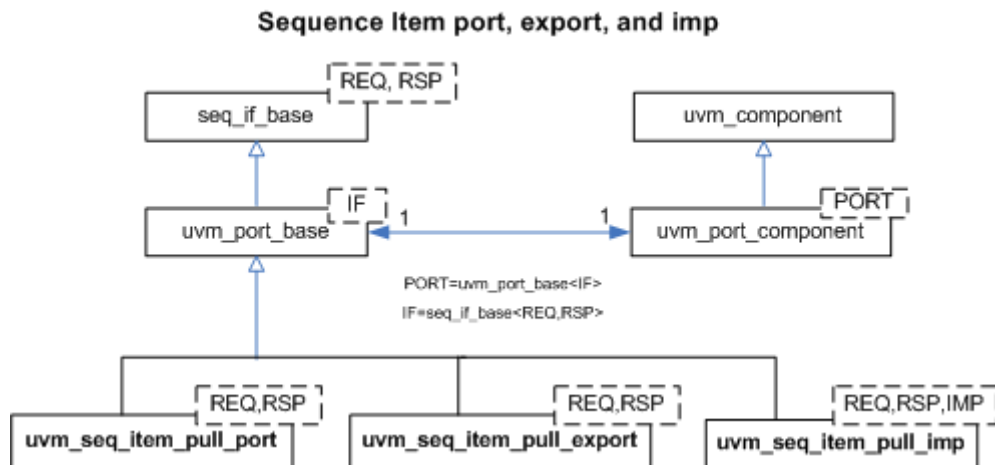 Sequence Item port, export, and imp
REQ, RSP
seq_if_base
uvm_component
IF
PORT
uvm_port_base
1
1
uvm_port_component
PORT=uvm_port_base<IF>
IF=seq_if_base<REQ,RSP>
REQ,RSP
REQ,RSP
REQ,RSP,IMP
uvm_seq_item_pull_port
uvm_seq_item_pull_export
uvm_seq_item_pull_imp